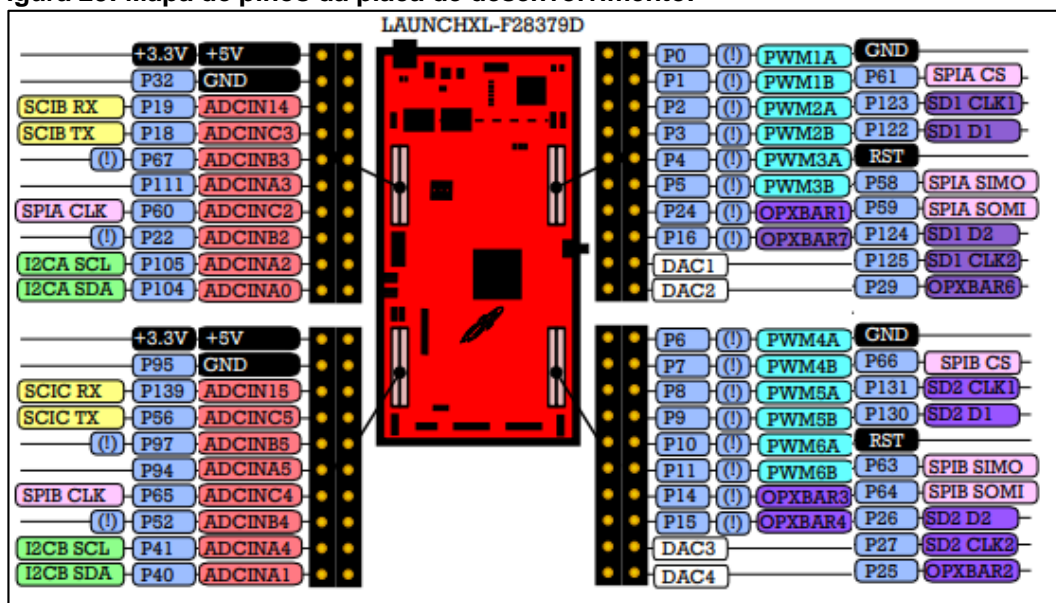 igura 20: Mapa de pinos da placa de desenvolvimento.
LAUNCHXL-F28379D
+3.3V +5V
P32 GND
SCIB RX P19 ADCIN14
SCIB TX P18 ADCINC3
(!) P67 ADCINB3
P111 ADCINA3
SPIA CLK P60 ADCINC2
(!) P22 ADCINB2
I2CA SCL P105 ADCINA2
I2CA SDA P104 ADCINA0
P0 (!) PWM1A GND
P1 (!) PWM1B P61 SPIA CS
P2 (!) PWM2A P123 SD1 CLK1
P3 (!) PWM2B P122 SD1 D1
P4 (!) PWM3A RST
P5 (!) PWM3B P58 SPIA SIMO
P24 (!) OPXBAR1 P59 SPIA SOMI
P16 (!) OPXBAR7 P124 SD1 D2
DAC1 P125 SD1 CLK2
DAC2 P29 OPXBAR6
+3.3V +5V
P95 GND
SCIC RX P139 ADCIN15
SCIC TX P56 ADCINC5
(!) P97 ADCINB5
P94 ADCINA5
SPIB CLK P65 ADCINC4
(!) P52 ADCINB4
I2CB SCL P41 ADCINA4
I2CB SDA P40 ADCINA1
P6 (!) PWM4A GND
P7 (!) PWM4B P66 SPIB CS
P8 (!) PWM5A P131 SD2 CLK1
P9 (!) PWM5B P130 SD2 D1
P10 (!) PWM6A RST
P11 (!) PWM6B P63 SPIB SIMO
P14 (!) OPXBAR3 P64 SPIB SOMI
P15 (!) OPXBAR4 P26 SD2 D2
DAC3 P27 SD2 CLK2
DAC4 P25 OPXBAR2